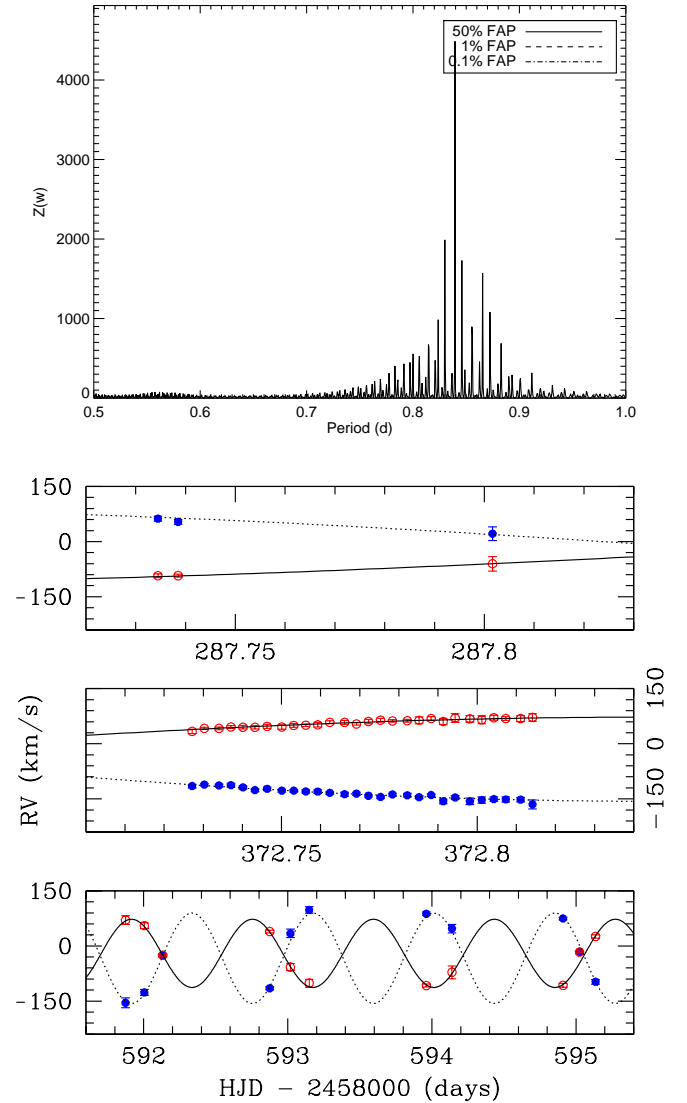 50% FAP
1% FAP
0.1% FAP
4000
3000
2000
1000
0
Z(w)
0.5 0.6 0.7 0.8 0.9 1.0
Period (d)
150
0
-150
287.75 287.8
150
0
-150
372.75 372.8
RV (km/s)
150
0
-150
592 593 594 595
HJD - 2458000 (days)